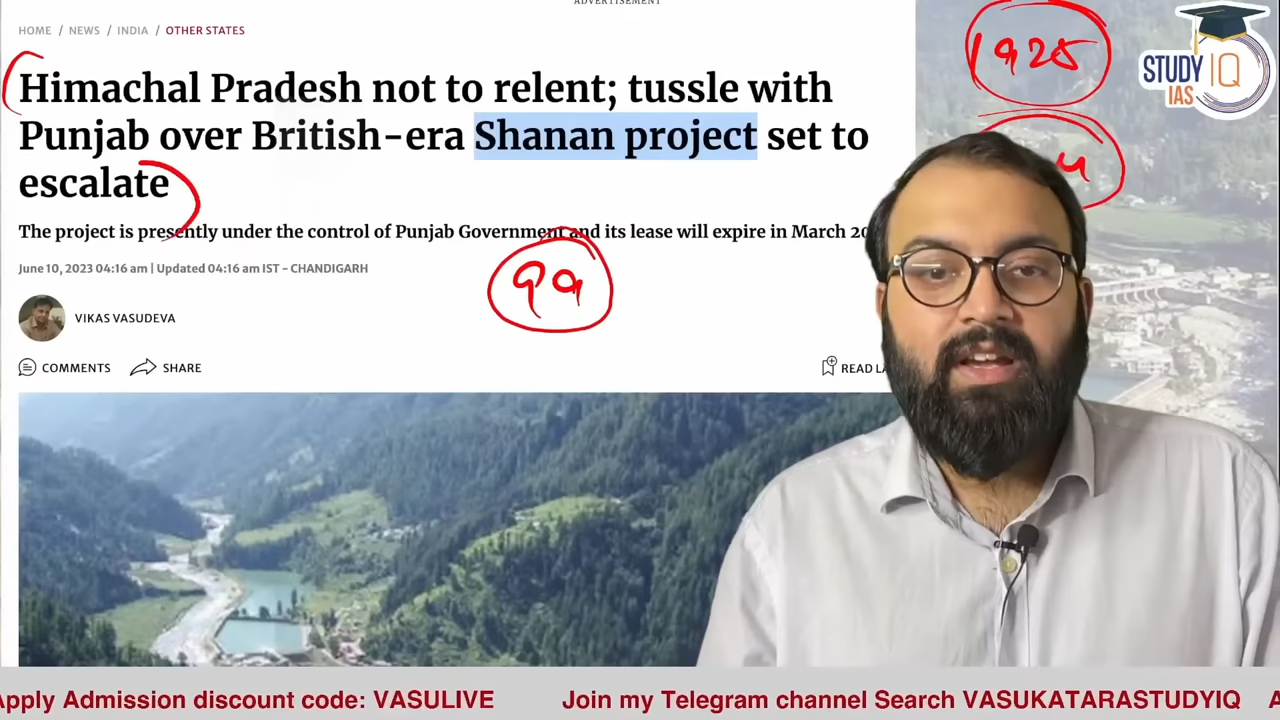 ADVERTISEMENT
HOME / NEWS / INDIA / OTHER STATES
Himachal Pradesh not to relent; tussle with
Punjab over British-era Shanan project set to
escalate
The project is presently under the control of Punjab Government and its lease will expire in March
June 10, 2023 04:16 am | Updated 04:16 am IST - CHANDIGARH
VIKAS VASUDEVA
COMMENTS SHARE
READ
1925
99
STUDY IQ
IAS
Apply Admission discount code: VASULIVE Join my Telegram channel Search VASUKATARASTUDYIQ